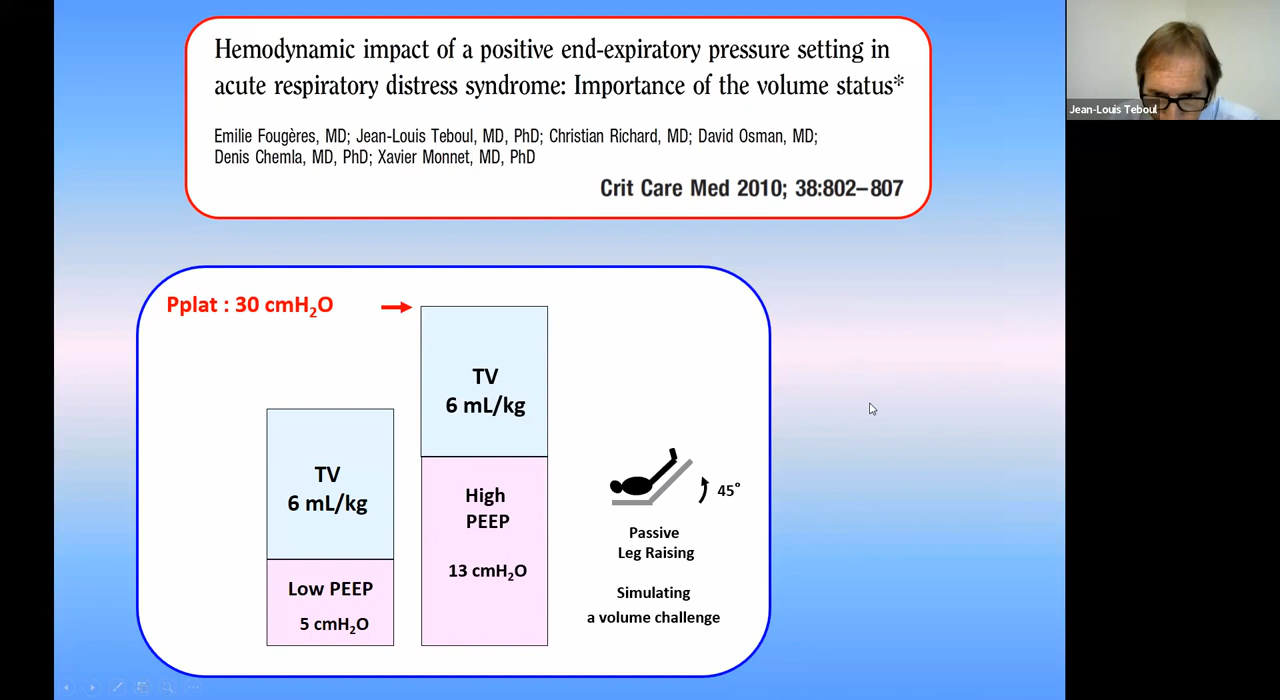 Hemodynamic impact of a positive end-expiratory pressure setting in
acute respiratory distress syndrome: Importance of the volume status*
Emilie Fougères, MD; Jean-Louis Teboul, MD, PhD; Christian Richard, MD; David Osman, MD;
Denis Chemla, MD, PhD; Xavier Monnet, MD, PhD
Crit Care Med 2010; 38:802–807
Jean-Louis Teboul
Pplat : 30 cmH₂O
TV
6 mL/kg
Low PEEP
5 cmH₂O
TV
6 mL/kg
High
PEEP
13 cmH₂O
45°
Passive
Leg Raising
Simulating
a volume challenge